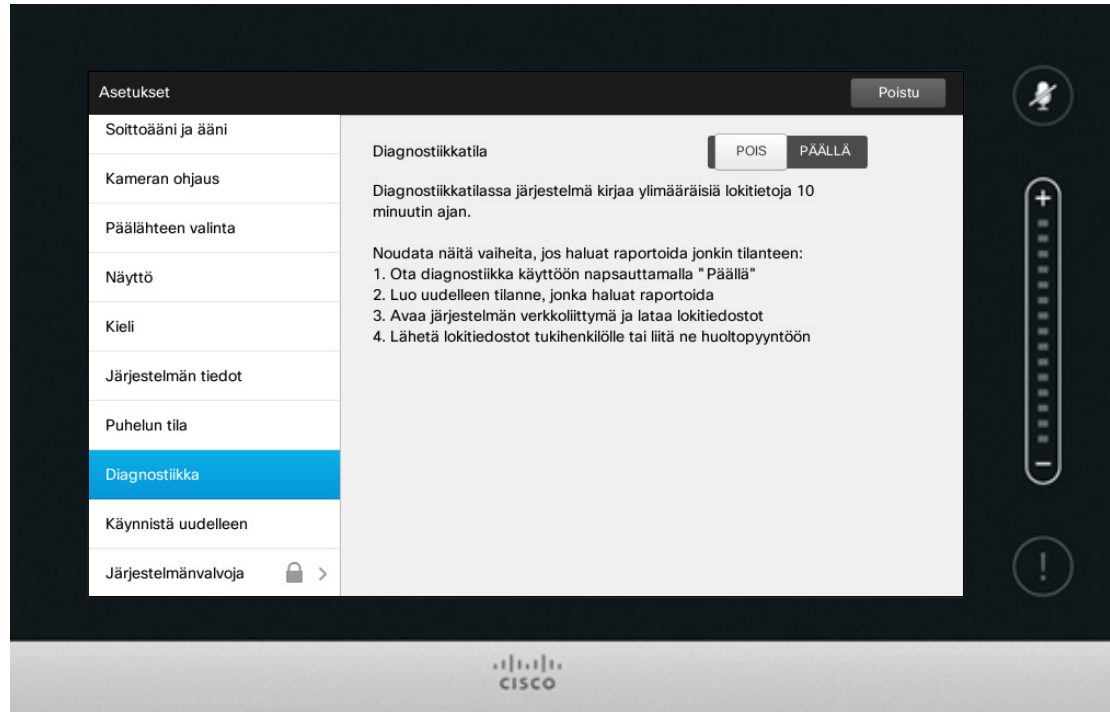 Asetukset
Poistu
Soittoääni ja ääni
Kameran ohjaus
Päälähteen valinta
Näyttö
Kieli
Järjestelmän tiedot
Puhelun tila
Diagnostiikka
Käynnistä uudelleen
Järjestelmänvalvoja
Diagnostiikkatila
POIS PÄÄLLÄ
Diagnostiikkatilassa järjestelmä kirjaa ylimääräisiä lokitietoja 10
minuutin ajan.
Noudata näitä vaiheita, jos haluat raportoida jonkin tilanteen:
1. Ota diagnostiikka käyttöön napsauttamalla "Päällä"
2. Luo uudelleen tilanne, jonka haluat raportoida
3. Avaa järjestelmän verkkoliittymä ja lataa lokitiedostot
4. Lähetä lokitiedostot tukihenkilölle tai liitä ne huoltopyyntöön
+
−
!
CISCO